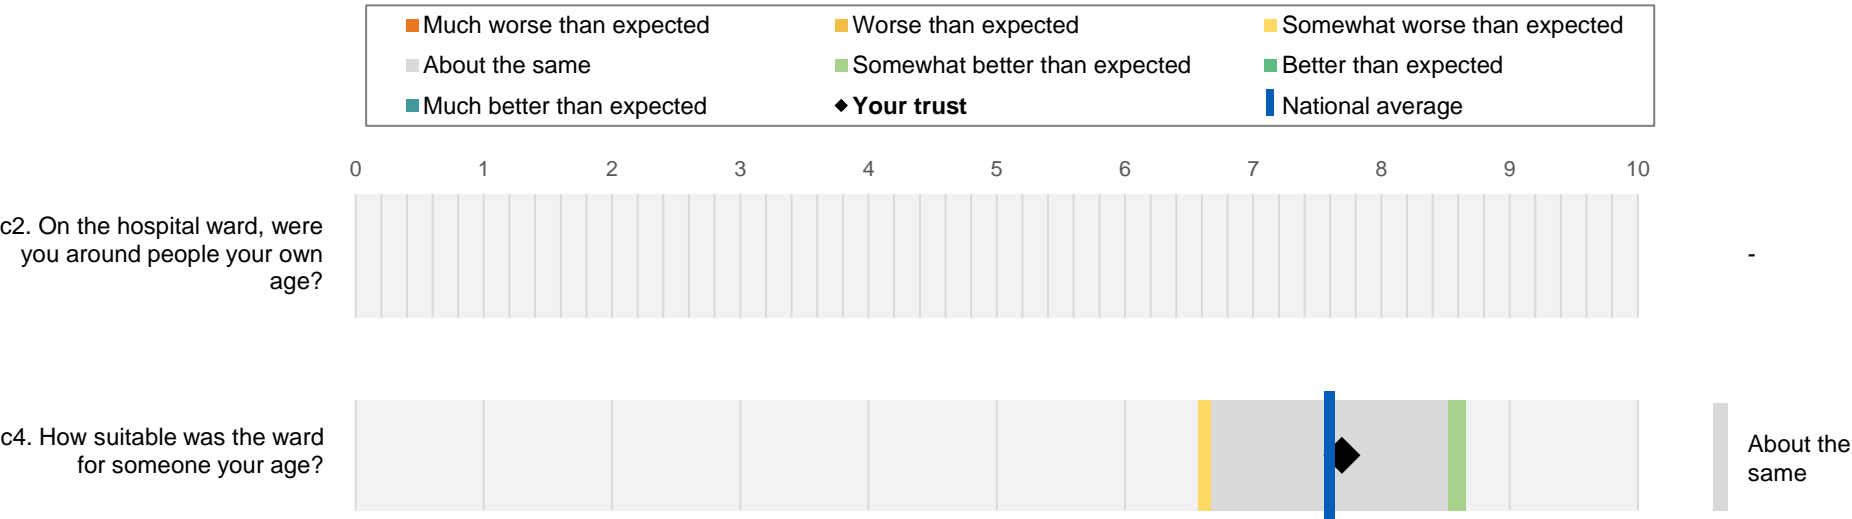 Much worse than expected
Worse than expected
Somewhat worse than expected
About the same
Somewhat better than expected
Better than expected
Much better than expected
Your trust
National average
0 1 2 3 4 5 6 7 8 9 10
c2. On the hospital ward, were
you around people your own
age?
-
c4. How suitable was the ward
for someone your age?
About the
same